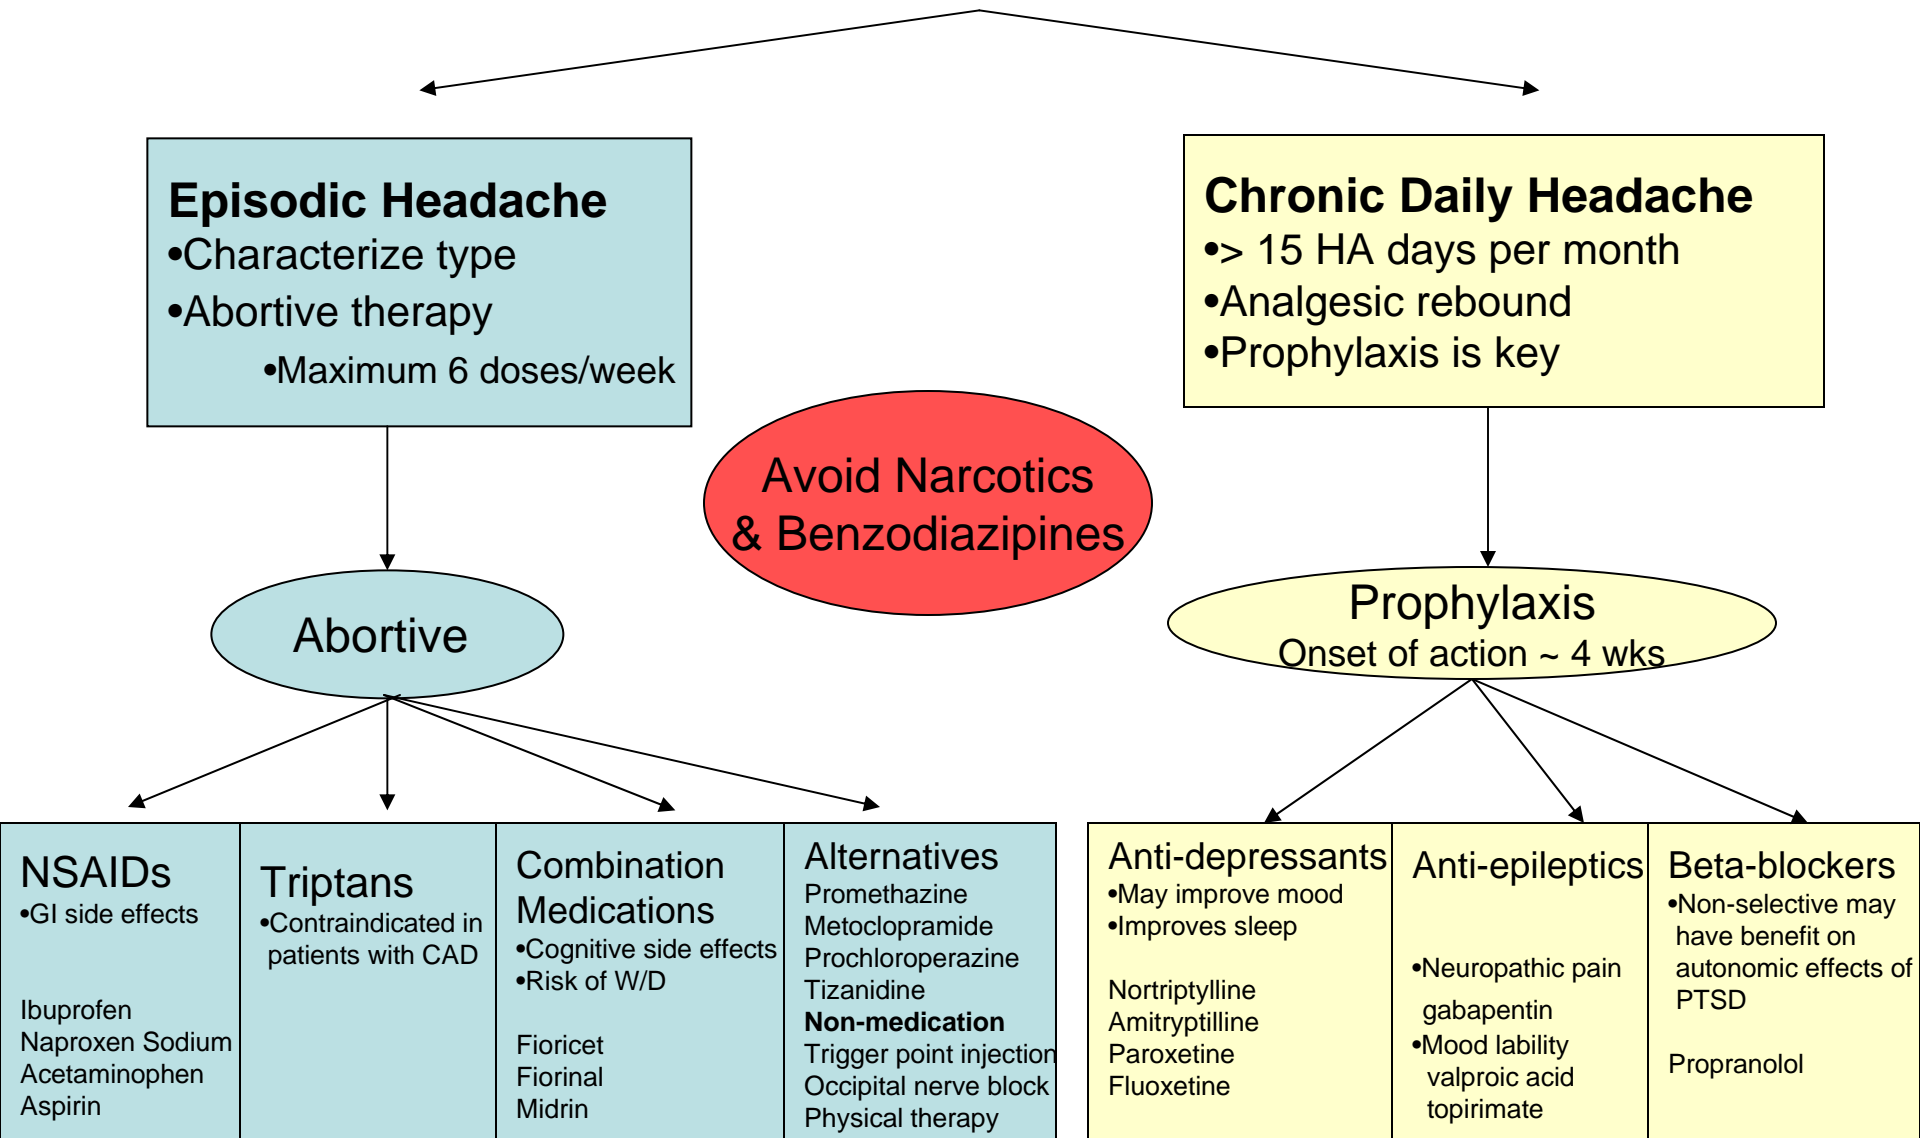 Episodic Headache
•Characterize type
•Abortive therapy
•Maximum 6 doses/week
Chronic Daily Headache
•> 15 HA days per month
•Analgesic rebound
•Prophylaxis is key
Avoid Narcotics
& Benzodiazipines
Abortive
Prophylaxis
Onset of action ~ 4 wks
NSAIDs
•GI side effects
Ibuprofen
Naproxen Sodium
Acetaminophen
Aspirin
Triptans
•Contraindicated in
patients with CAD
Combination
Medications
•Cognitive side effects
•Risk of W/D
Fioricet
Fiorinal
Midrin
Alternatives
Promethazine
Metoclopramide
Prochloroperazine
Tizanidine
Non-medication
Trigger point injection
Occipital nerve block
Physical therapy
Anti-depressants
•May improve mood
•Improves sleep
Nortriptylline
Amitryptilline
Paroxetine
Fluoxetine
Anti-epileptics
•Neuropathic pain
gabapentin
•Mood lability
valproic acid
topirimate
Beta-blockers
•Non-selective may
have benefit on
autonomic effects of
PTSD
Propranolol